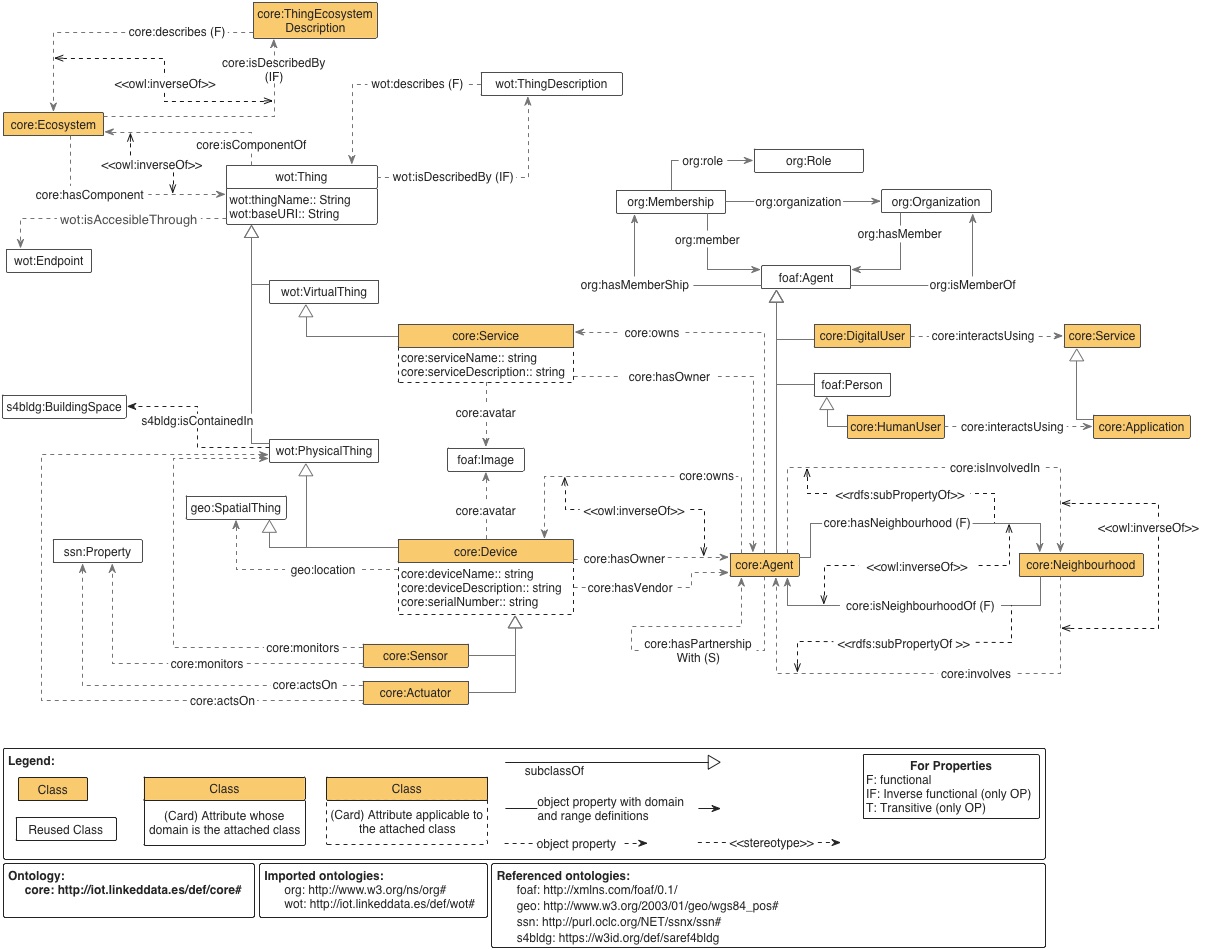 core:ThingEcosystem
Description
core:describes (F)
core:isDescribedBy
(IF)
<<owl:inverseOf>>
wot:describes (F)
wot:ThingDescription
core:Ecosystem
core:isComponentOf
<<owl:inverseOf>>
wot:Thing
wot:isDescribedBy (IF)
core:hasComponent
wot:thingName:: String
wot:baseURI:: String
wot:isAccesibleThrough
wot:Endpoint
org:role
org:Role
org:Membership
org:organization
org:Organization
org:member
org:hasMember
foaf:Agent
org:hasMemberShip
org:isMemberOf
wot:VirtualThing
core:Service
core:serviceName:: string
core:serviceDescription:: string
core:owns
core:hasOwner
core:DigitalUser
core:interactsUsing
core:Service
foaf:Person
core:HumanUser
core:interactsUsing
core:Application
s4bldg:BuildingSpace
s4bldg:isContainedIn
core:avatar
wot:PhysicalThing
foaf:Image
core:owns
core:isInvolvedIn
geo:SpatialThing
core:avatar
<<owl:inverseOf>>
<<rdfs:subPropertyOf>>
core:hasNeighbourhood (F)
<<owl:inverseOf>>
ssn:Property
core:Device
core:hasOwner
core:Agent
<<owl:inverseOf>>
core:Neighbourhood
geo:location
core:deviceName:: string
core:deviceDescription:: string
core:serialNumber:: string
core:hasVendor
core:isNeighbourhoodOf (F)
core:hasPartnership
With (S)
<<rdfs:subPropertyOf >>
core:involves
core:monitors
core:Sensor
core:monitors
core:actsOn
core:Actuator
core:actsOn
Legend:
Class
Reused Class
Class
(Card) Attribute whose
domain is the attached class
Class
(Card) Attribute applicable to
the attached class
subclassOf
object property with domain
and range definitions
object property
<<stereotype>>
For Properties
F: functional
IF: Inverse functional (only OP)
T: Transitive (only OP)
Ontology:
core: http://iot.linkeddata.es/def/core#
Imported ontologies:
org: http://www.w3.org/ns/org#
wot: http://iot.linkeddata.es/def/wot#
Referenced ontologies:
foaf: http://xmlns.com/foaf/0.1/
geo: http://www.w3.org/2003/01/geo/wgs84_pos#
ssn: http://purl.oclc.org/NET/ssnx/ssn#
s4bldg: https://w3id.org/def/saref4bldg